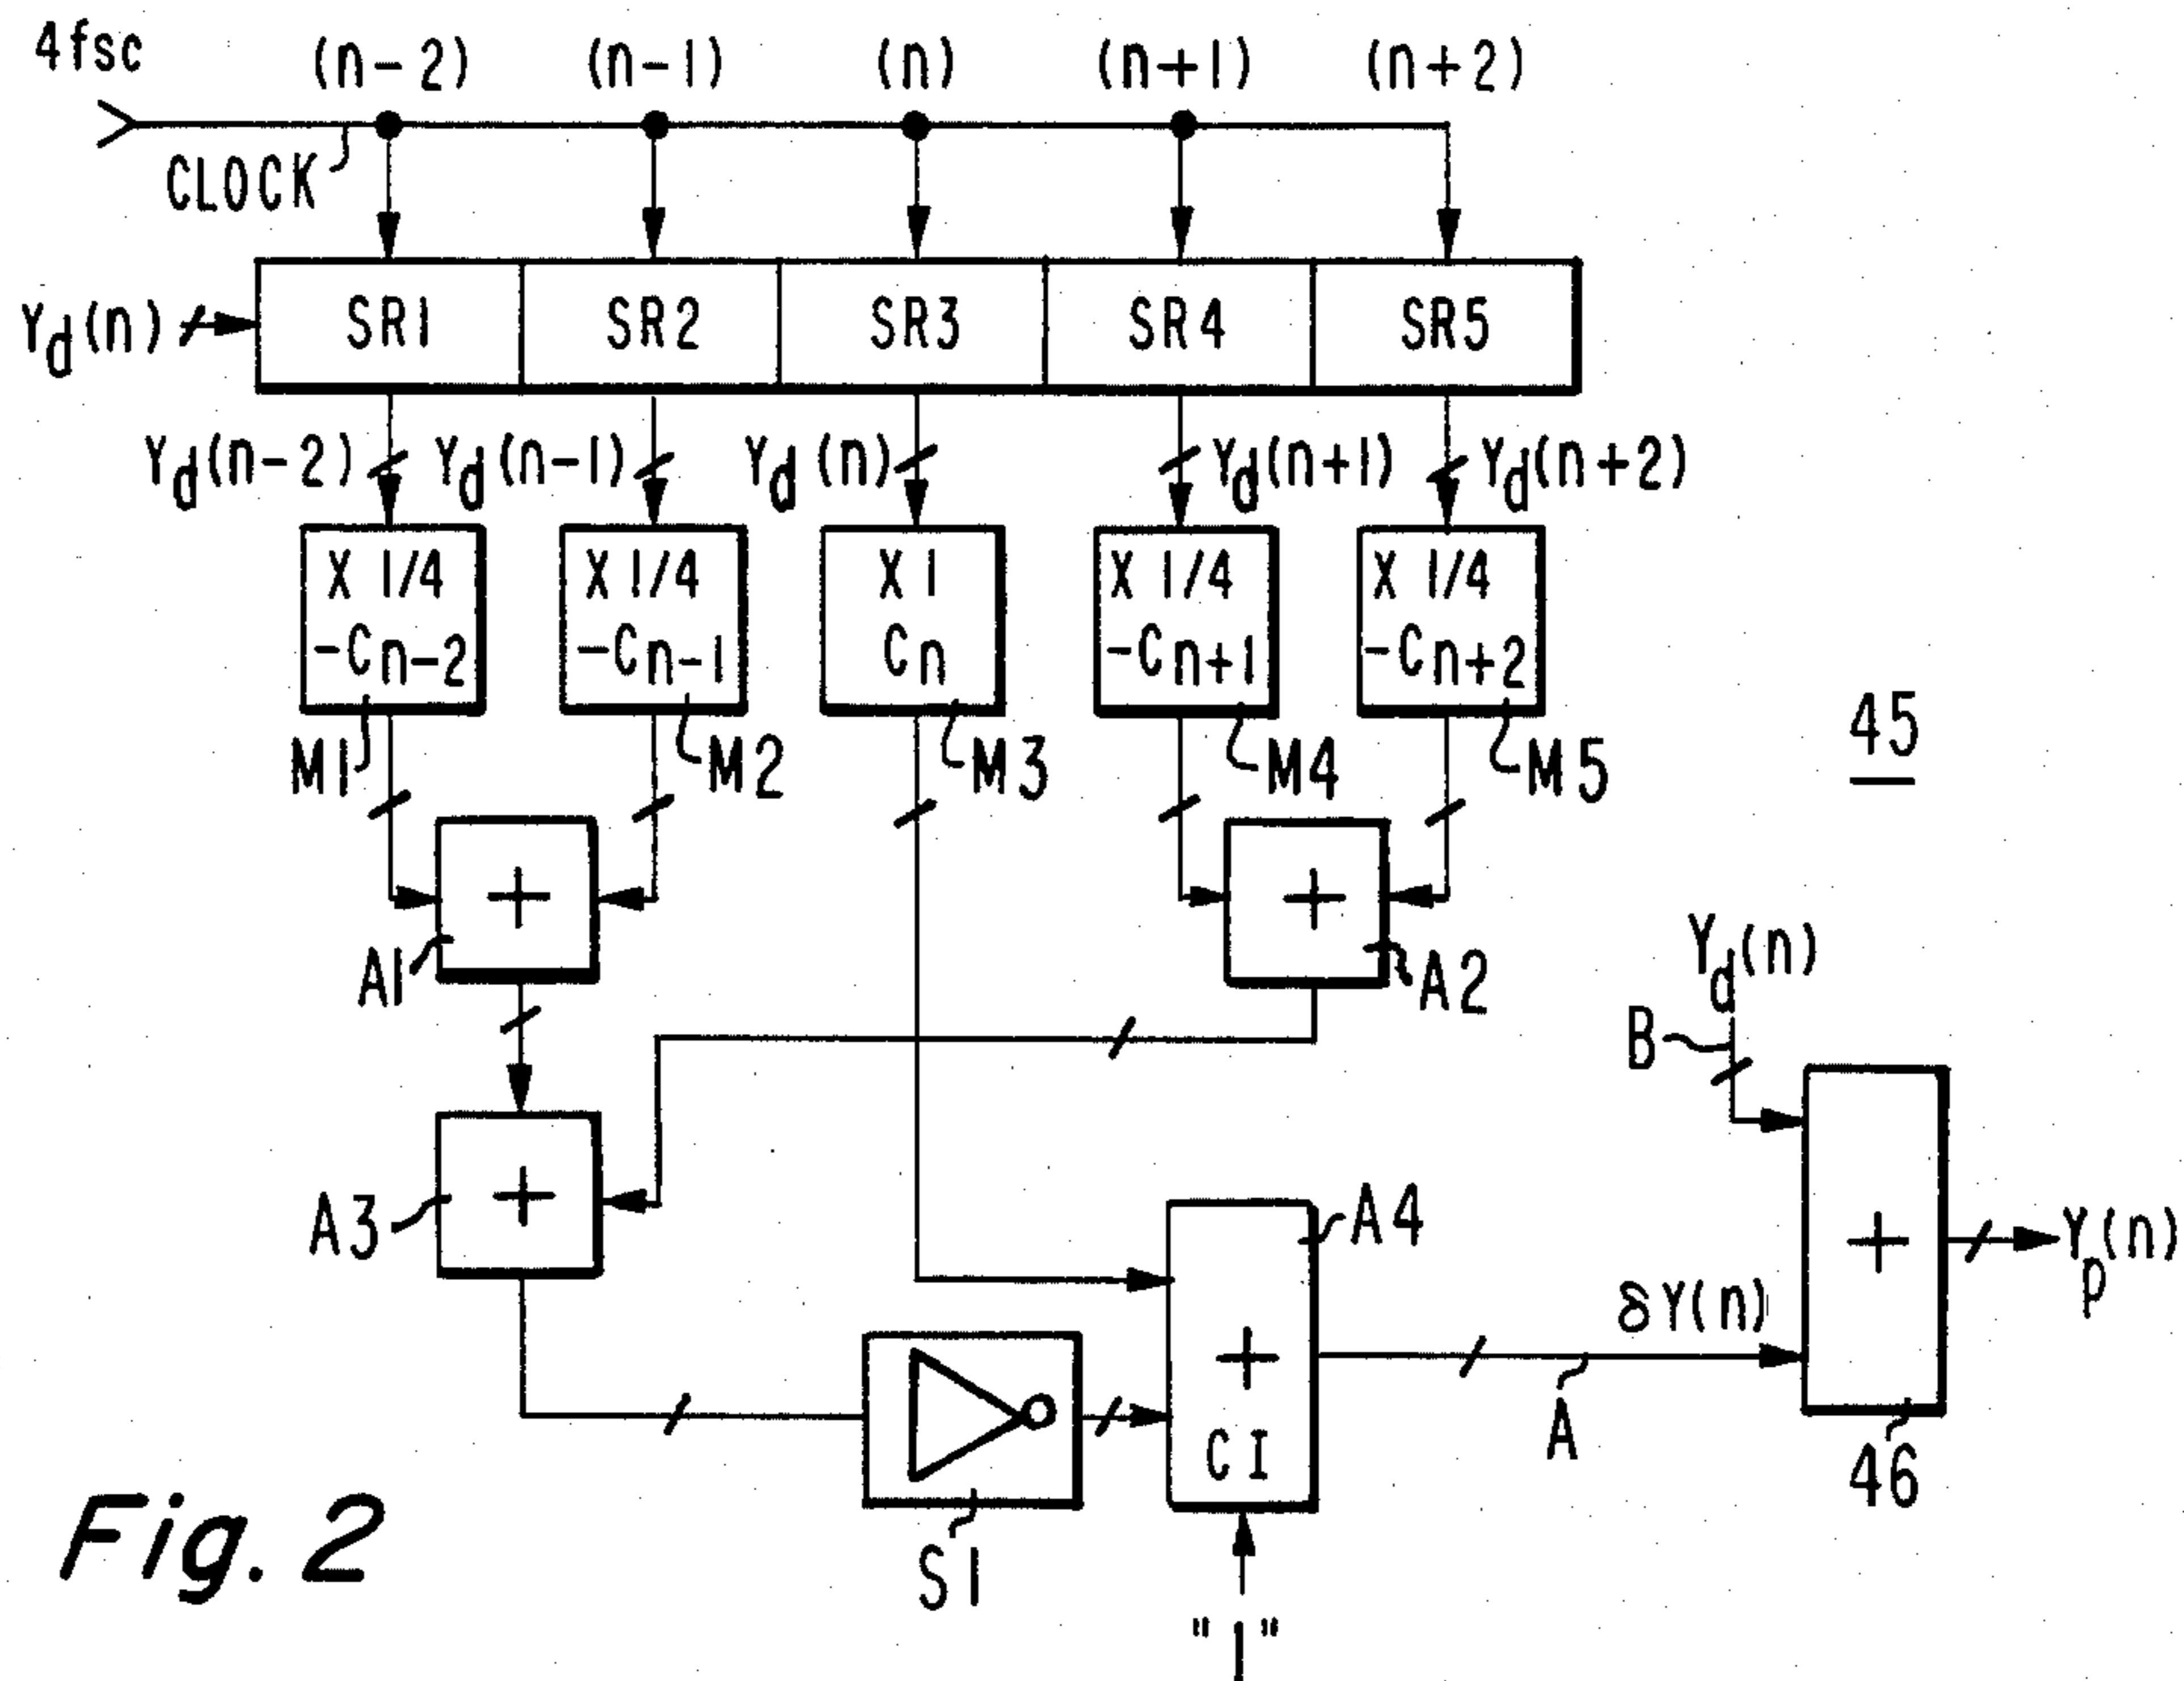 4fsc (n-2) (n-1) (n) (n+1) (n+2)
CLOCK
Yd(n) SR1 SR2 SR3 SR4 SR5
Yd(n-2) Yd(n-1) Yd(n) Yd(n+1) Yd(n+2)
X 1/4 X 1/4 X 1 X 1/4 X 1/4
-Cn-2 -Cn-1 Cn -Cn+1 -Cn+2
M1 M2 M3 M4 M5 45
+ +
A1 A2 Yd(n)
B
A3 + A4
+ Yp(n)
δY(n)
+
CI A
46
S1
Fig. 2
"1"